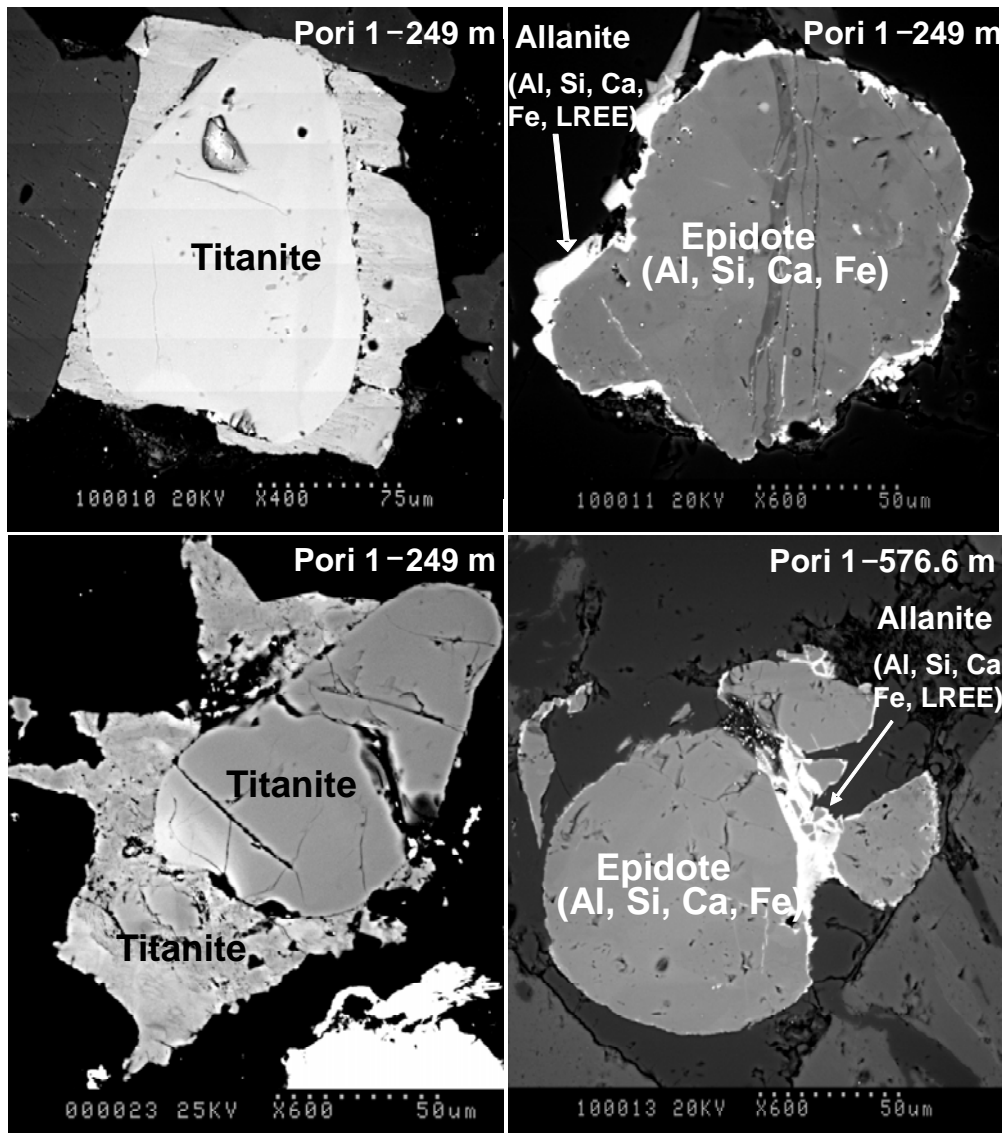 Pori 1–249 m
Titanite
100010 20KV X400 75um
Pori 1–249 m
Allanite
(Al, Si, Ca,
Fe, LREE)
Epidote
(Al, Si, Ca, Fe)
100011 20KV X600 50um
Pori 1–249 m
Titanite
Titanite
000023 25KV X600 50um
Pori 1–576.6 m
Allanite
(Al, Si, Ca
Fe, LREE)
Epidote
(Al, Si, Ca, Fe)
100013 20KV X600 50um